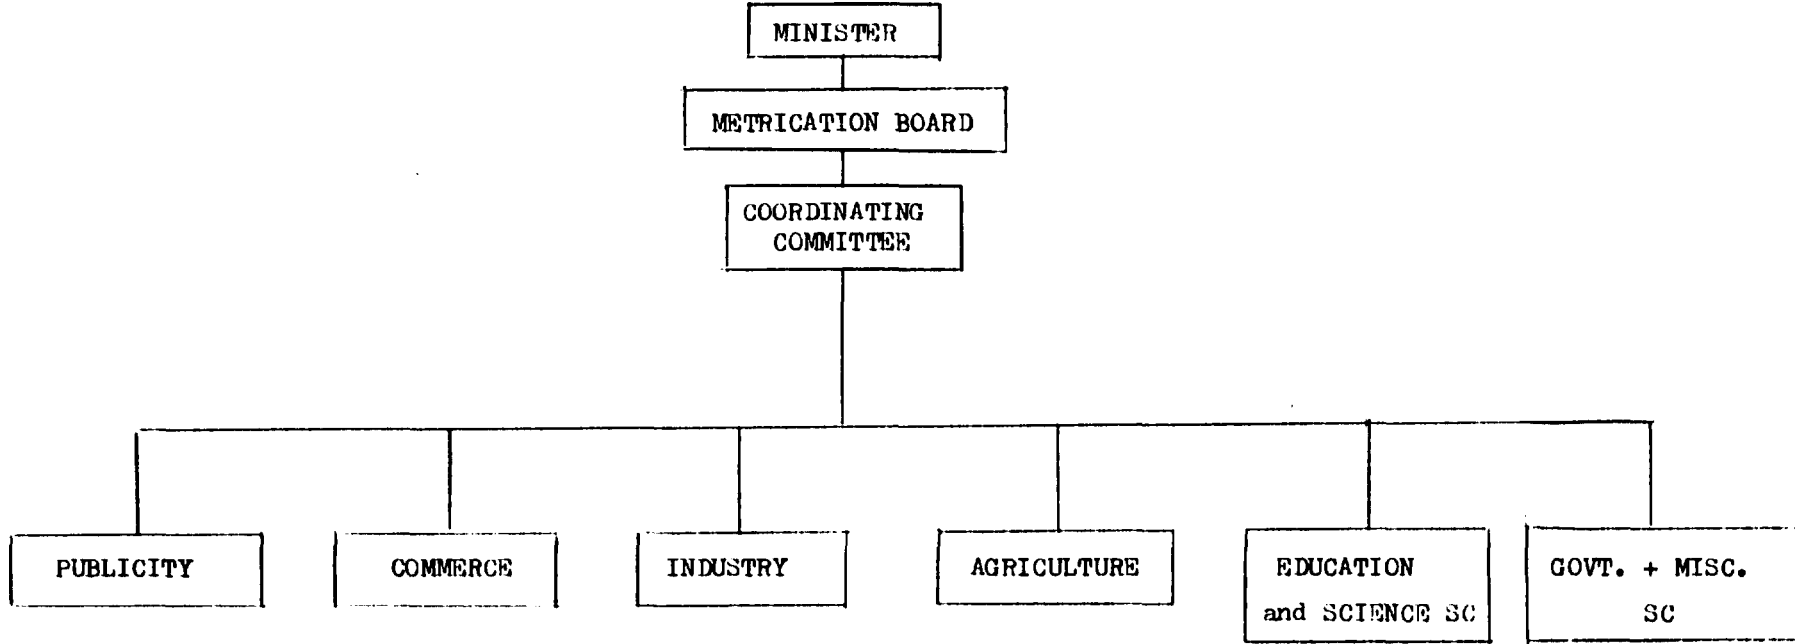 MINISTER
METRICATION BOARD
COORDINATING
COMMITTEE
PUBLICITY
COMMERCE
INDUSTRY
AGRICULTURE
EDUCATION
and SCIENCE SC
GOVT. + MISC.
SC